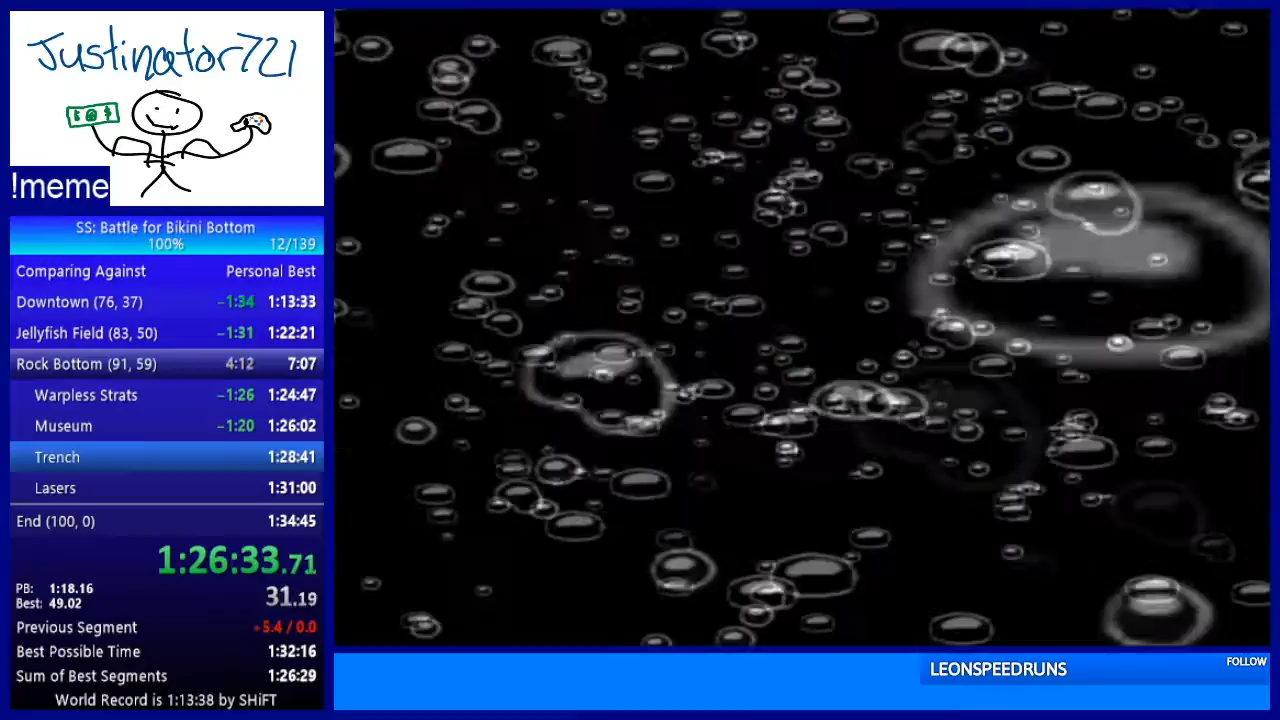 Justinator721
!meme
SS: Battle for Bikini Bottom
100% 12/139
Comparing Against Personal Best
Downtown (76, 37) -1:34 1:13:33
Jellyfish Field (83, 50) -1:31 1:22:21
Rock Bottom (91, 59) 4:12 7:07
Warpless Strats -1:26 1:24:47
Museum -1:20 1:26:02
Trench 1:28:41
Lasers 1:31:00
End (100, 0) 1:34:45
1:26:33.71
PB: 1:18.16
Best: 49.02
31.19
Previous Segment +5.4 / 0.0
Best Possible Time 1:32:16
Sum of Best Segments 1:26:29
World Record is 1:13:38 by SHiFT
LEONSPEEDRUNS
FOLLOW